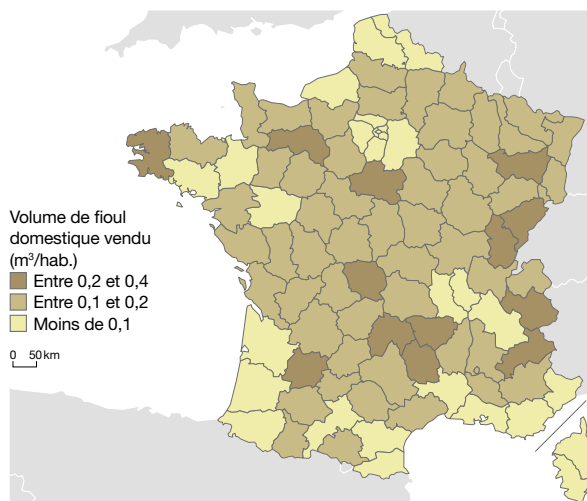 Volume de fioul
domestique vendu
(m³/hab.)
Entre 0,2 et 0,4
Entre 0,1 et 0,2
Moins de 0,1
0 50 km